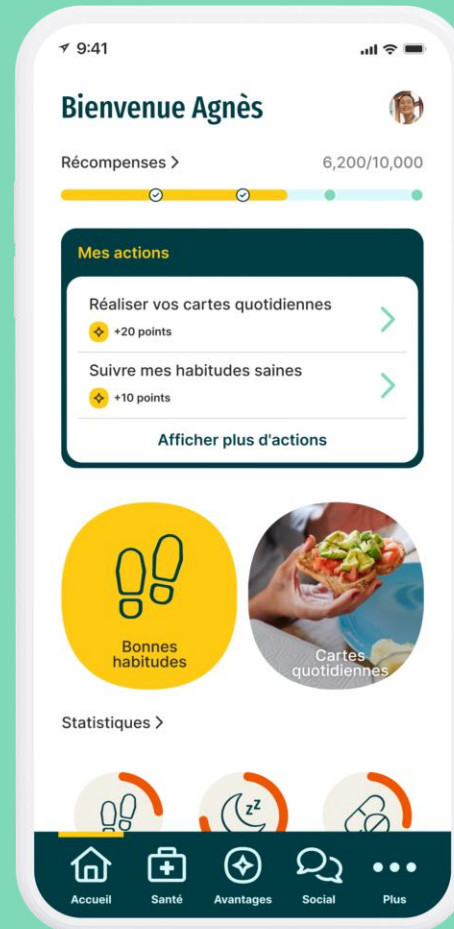 9:41
Bienvenue Agnès
Récompenses >
6,200/10,000
Mes actions
Réaliser vos cartes quotidiennes
+20 points
Suivre mes habitudes saines
+10 points
Afficher plus d'actions
Bonnes
habitudes
Cartes
quotidiennes
Statistiques >
zZ
Accueil
Santé
Avantages
Social
Plus